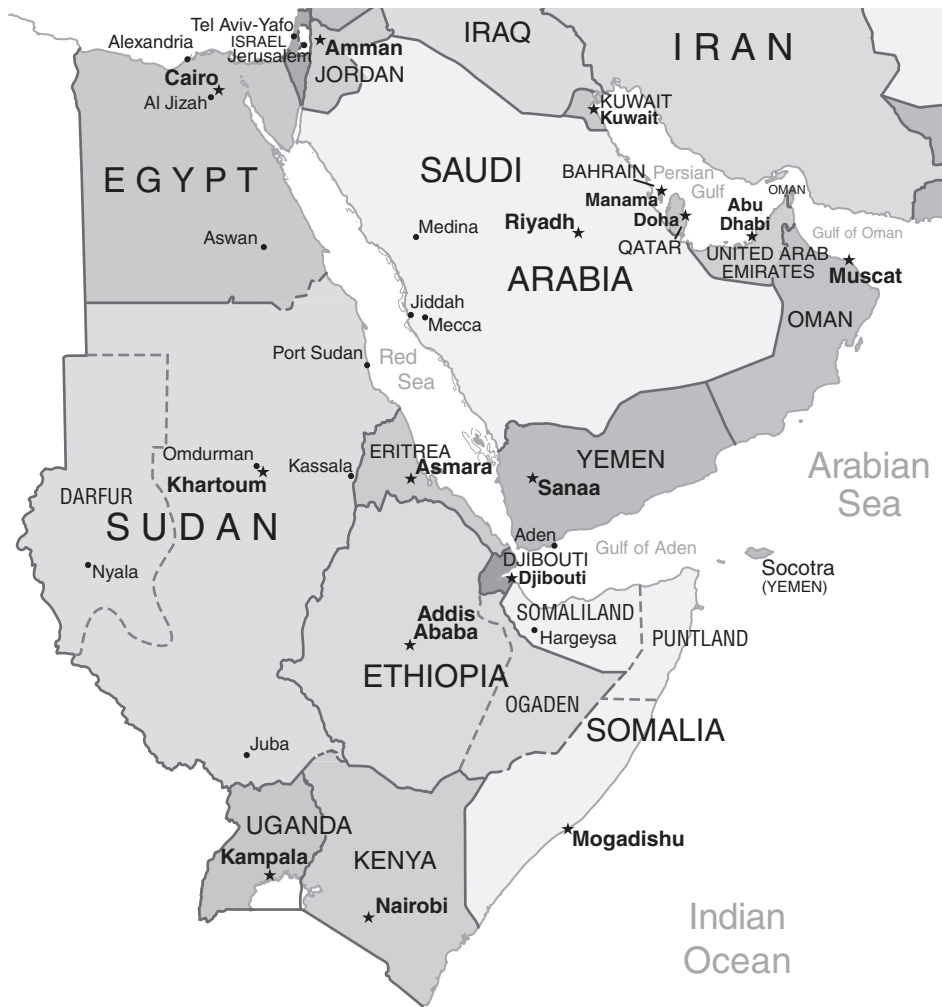 Tel Aviv-Yafo
Alexandria
ISRAEL
Jerusalem
Amman
JORDAN
IRAQ
IRAN
Cairo
Al Jizah
KUWAIT
Kuwait
EGYPT
SAUDI
ARABIA
BAHRAIN
Manama
Persian
Gulf
OMAN
Doha
QATAR
Abu
Dhabi
Gulf of Oman
UNITED ARAB
EMIRATES
Muscat
OMAN
Medina
Riyadh
Aswan
Jiddah
Mecca
Port Sudan
Red
Sea
Omdurman
Khartoum
Kassala
ERITREA
Asmara
YEMEN
Sanaa
Arabian
Sea
DARFUR
SUDAN
Nyala
Aden
Gulf of Aden
DJIBOUTI
Djibouti
Socotra
(YEMEN)
Addis
Ababa
SOMALILAND
Hargeysa
PUNTLAND
ETHIOPIA
OGADEN
SOMALIA
Juba
UGANDA
Kampala
KENYA
Nairobi
Mogadishu
Indian
Ocean